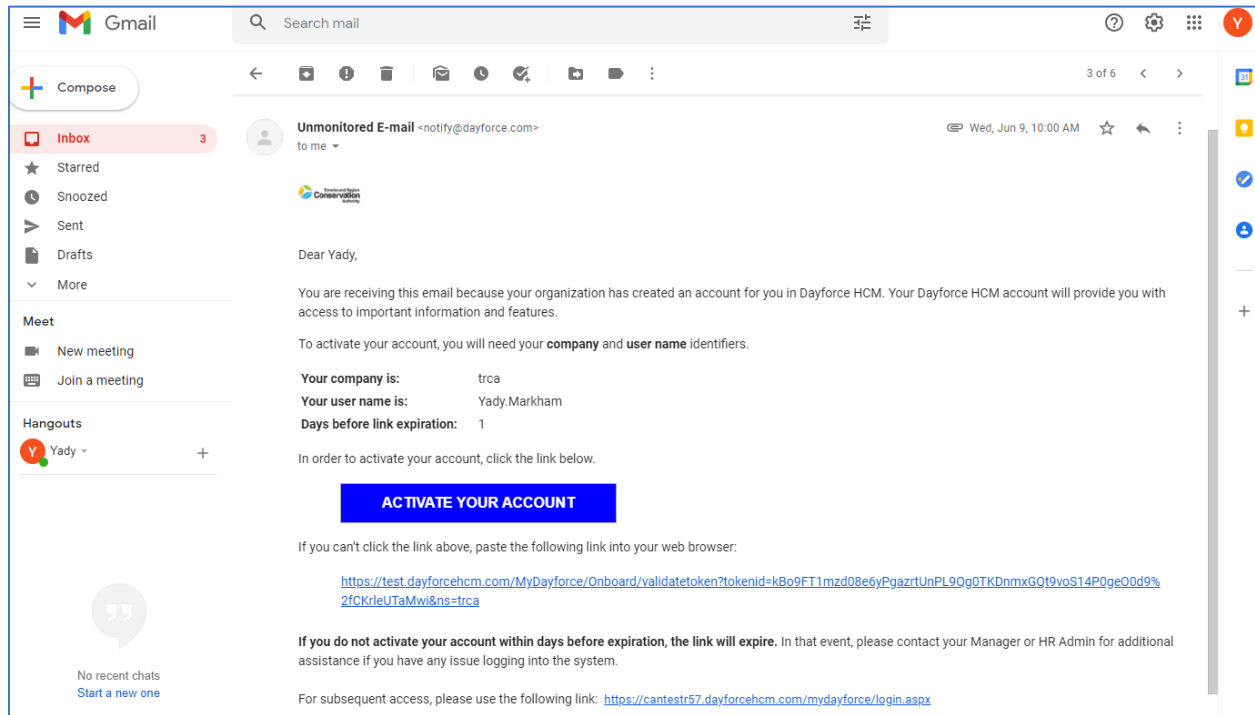 Gmail
Search mail
Y
Compose
3 of 6
31
Inbox 3
Starred
Snoozed
Sent
Drafts
More
Meet
New meeting
Join a meeting
Hangouts
Y Yady
No recent chats
Start a new one
Unmonitored E-mail <notify@dayforce.com>
Wed, Jun 9, 10:00 AM
to me
Toronto and Region
Conservation
Authority
Dear Yady,
You are receiving this email because your organization has created an account for you in Dayforce HCM. Your Dayforce HCM account will provide you with
access to important information and features.
To activate your account, you will need your company and user name identifiers.
Your company is: trca
Your user name is: Yady.Markham
Days before link expiration: 1
In order to activate your account, click the link below.
ACTIVATE YOUR ACCOUNT
If you can't click the link above, paste the following link into your web browser:
https://test.dayforcehcm.com/MyDayforce/Onboard/validatetoken?tokenid=kBo9FT1mzd08e6yPgazrtUnPL9Qg0TKDnmxGQt9voS14P0geO0d9%
2fCKrleUTaMwi&ns=trca
If you do not activate your account within days before expiration, the link will expire. In that event, please contact your Manager or HR Admin for additional
assistance if you have any issue logging into the system.
For subsequent access, please use the following link: https://cantestr57.dayforcehcm.com/mydayforce/login.aspx